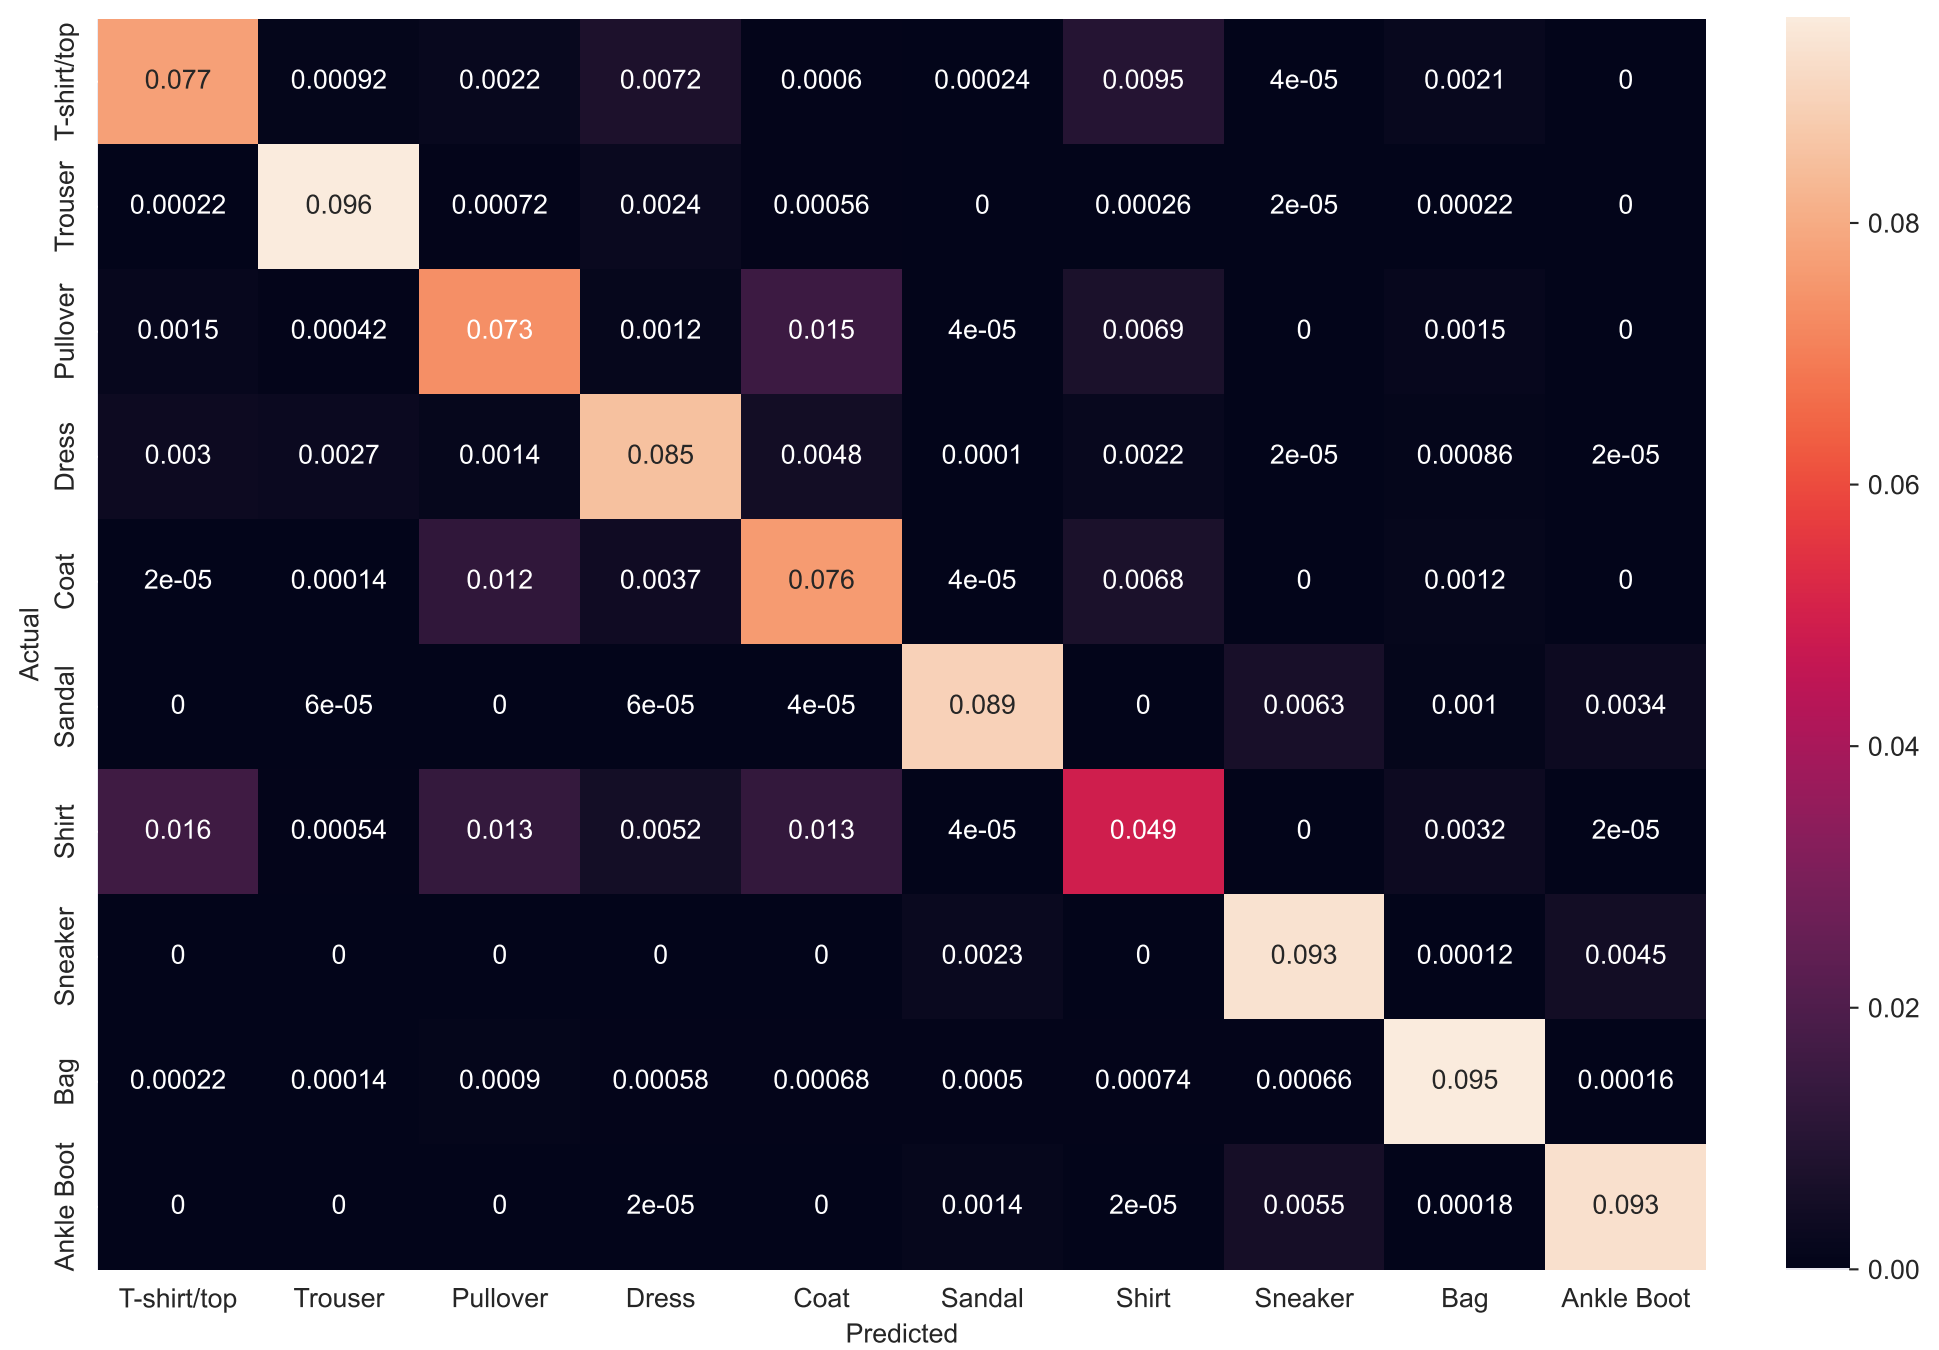 T-shirt/top 0.077 0.00092 0.0022 0.0072 0.0006 0.00024 0.0095 4e-05 0.0021 0
Trouser 0.00022 0.096 0.00072 0.0024 0.00056 0 0.00026 2e-05 0.00022 0
Pullover 0.0015 0.00042 0.073 0.0012 0.015 4e-05 0.0069 0 0.0015 0
Dress 0.003 0.0027 0.0014 0.085 0.0048 0.0001 0.0022 2e-05 0.00086 2e-05
Coat 2e-05 0.00014 0.012 0.0037 0.076 4e-05 0.0068 0 0.0012 0
Actual
Sandal 0 6e-05 0 6e-05 4e-05 0.089 0 0.0063 0.001 0.0034
Shirt 0.016 0.00054 0.013 0.0052 0.013 4e-05 0.049 0 0.0032 2e-05
Sneaker 0 0 0 0 0 0.0023 0 0.093 0.00012 0.0045
Bag 0.00022 0.00014 0.0009 0.00058 0.00068 0.0005 0.00074 0.00066 0.095 0.00016
Ankle Boot 0 0 0 2e-05 0 0.0014 2e-05 0.0055 0.00018 0.093
T-shirt/top Trouser Pullover Dress Coat Sandal Shirt Sneaker Bag Ankle Boot
Predicted
0.08
0.06
0.04
0.02
0.00